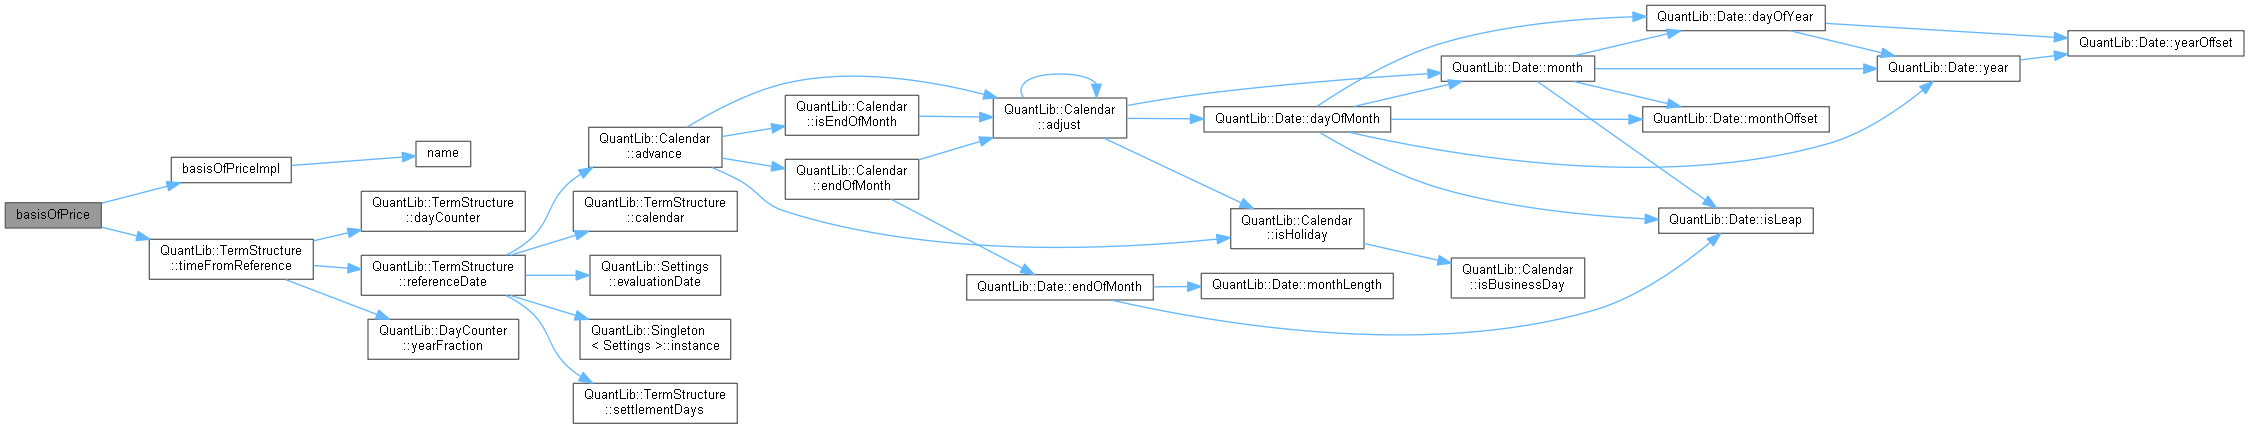 basisOfPrice
basisOfPriceImpl
name
QuantLib::TermStructure
::timeFromReference
QuantLib::TermStructure
::dayCounter
QuantLib::TermStructure
::referenceDate
QuantLib::DayCounter
::yearFraction
QuantLib::Calendar
::advance
QuantLib::TermStructure
::calendar
QuantLib::Settings
::evaluationDate
QuantLib::Singleton
< Settings >::instance
QuantLib::TermStructure
::settlementDays
QuantLib::Calendar
::isEndOfMonth
QuantLib::Calendar
::endOfMonth
QuantLib::Calendar
::adjust
QuantLib::Date::endOfMonth
QuantLib::Date::dayOfMonth
QuantLib::Calendar
::isHoliday
QuantLib::Date::monthLength
QuantLib::Date::month
QuantLib::Calendar
::isBusinessDay
QuantLib::Date::dayOfYear
QuantLib::Date::monthOffset
QuantLib::Date::isLeap
QuantLib::Date::year
QuantLib::Date::yearOffset